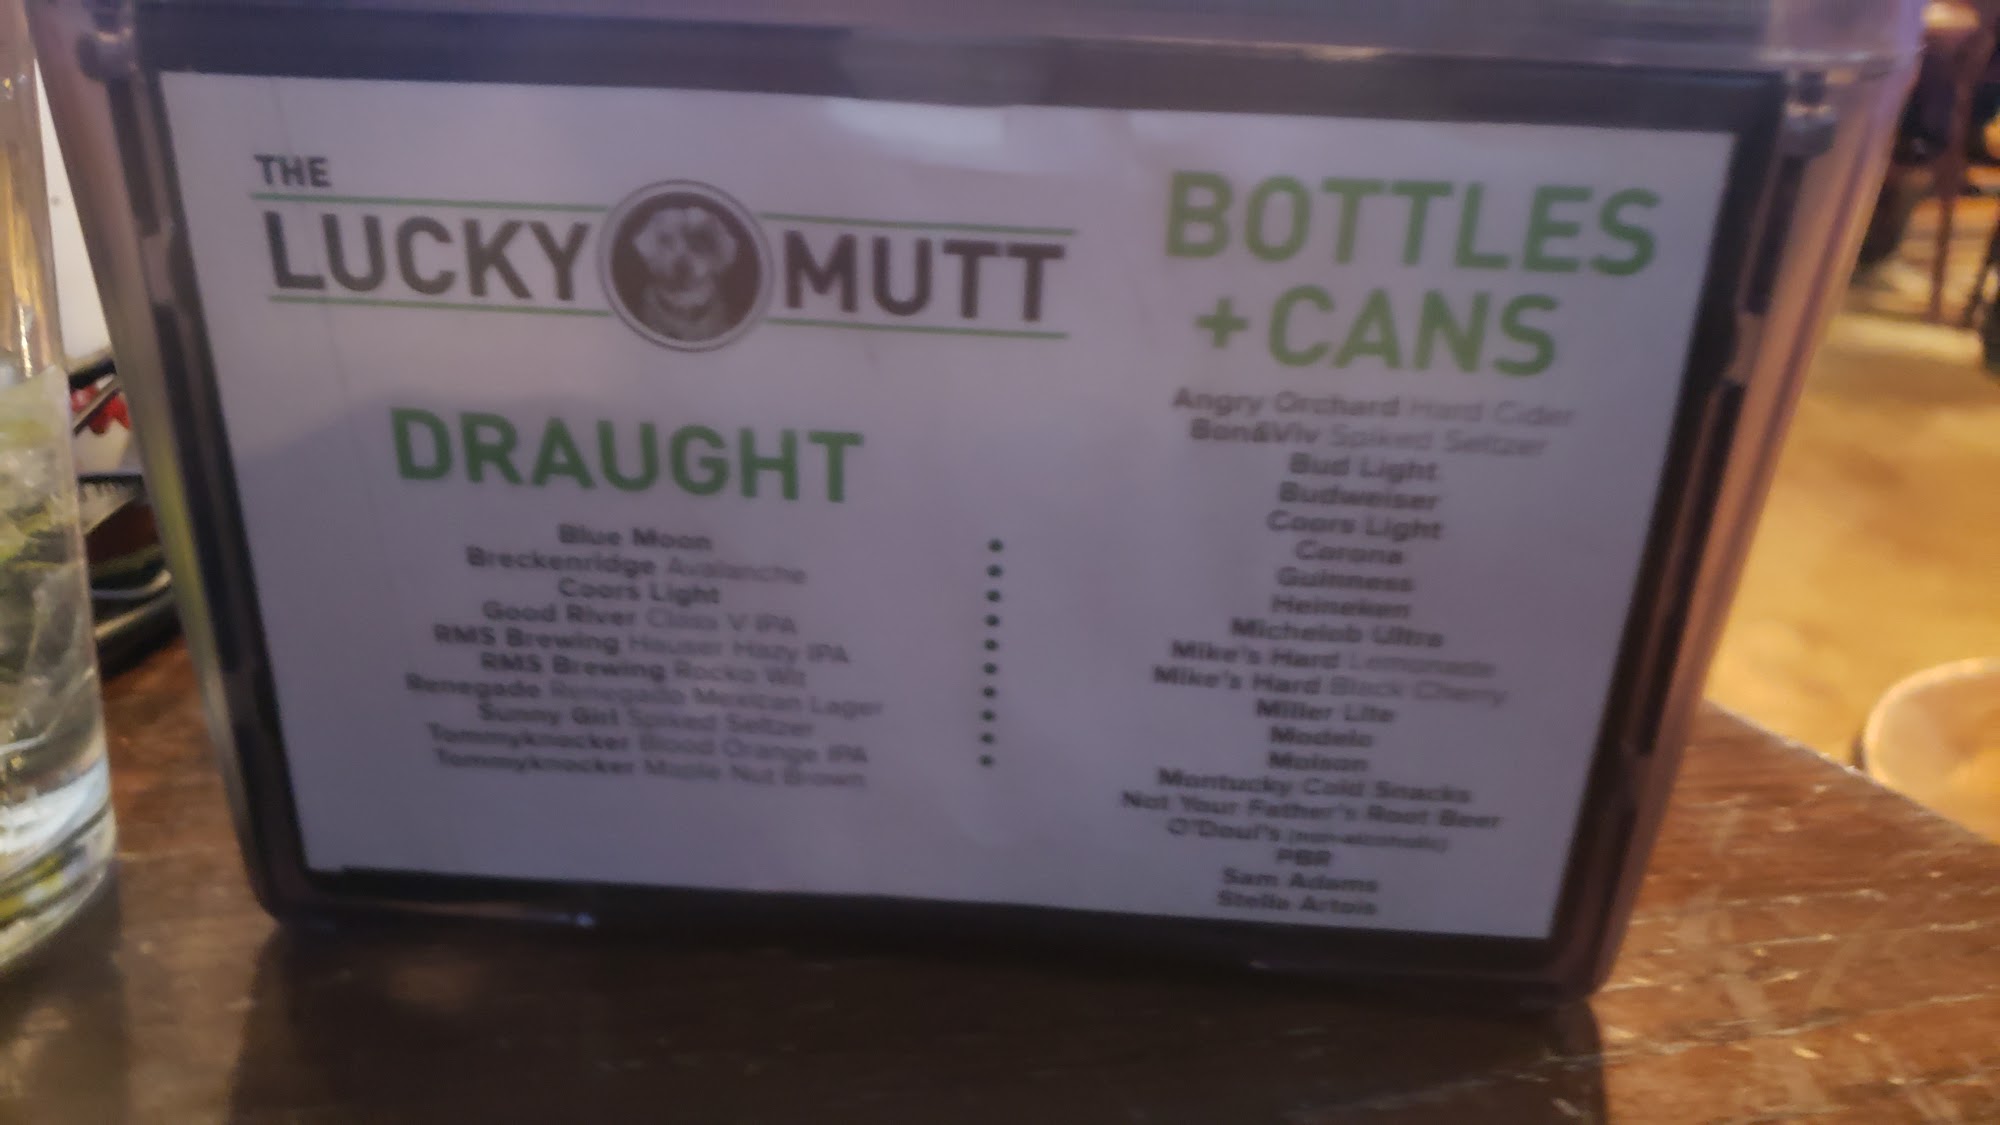 THE
LUCKY MUTT
DRAUGHT
Blue Moon
Breckenridge Avalanche
Coors Light
Good River Class V IPA
RMS Brewing Hauser Hazy IPA
RMS Brewing Rocko Wit
Renegade Renegado Mexican Lager
Sunny Girl Spiked Seltzer
Tommyknocker Blood Orange IPA
Tommyknocker Maple Nut Brown
BOTTLES
+ CANS
Angry Orchard Hard Cider
Bon&Viv Spiked Seltzer
Bud Light
Budweiser
Coors Light
Corona
Guinness
Heineken
Michelob Ultra
Mike's Hard Lemonade
Mike's Hard Black Cherry
Miller Lite
Modelo
Molson
Montucky Cold Snacks
Not Your Father's Root Beer
O'Doul's (non-alcoholic)
PBR
Sam Adams
Stella Artois